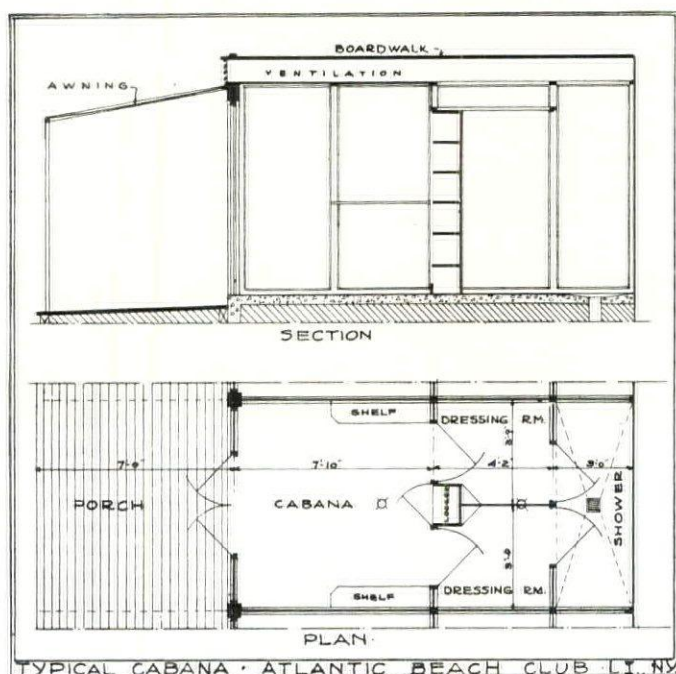 BOARDWALK
VENTILATION
AWNING
SECTION
SHELF
DRESSING RM.
7'-0" 7'-10" 4'-2" 3'-0"
PORCH
CABANA
LOCKER
SHOWER
SHELF
DRESSING RM.
PLAN.
TYPICAL CABANA · ATLANTIC BEACH CLUB L.I. NY